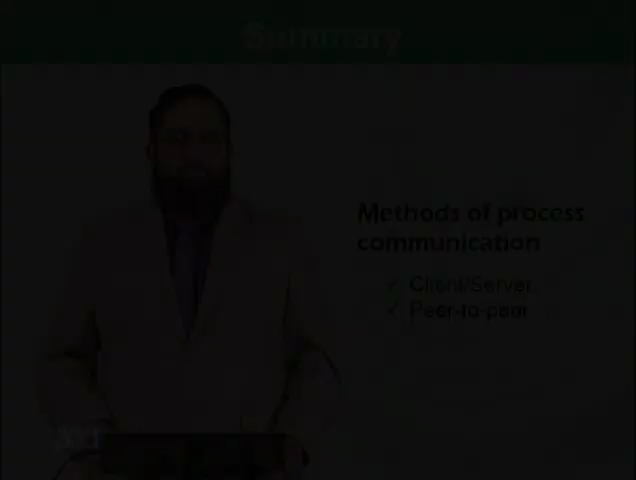 Summary
Methods of process
communication
✓ Client/Server
✓ Peer-to-peer